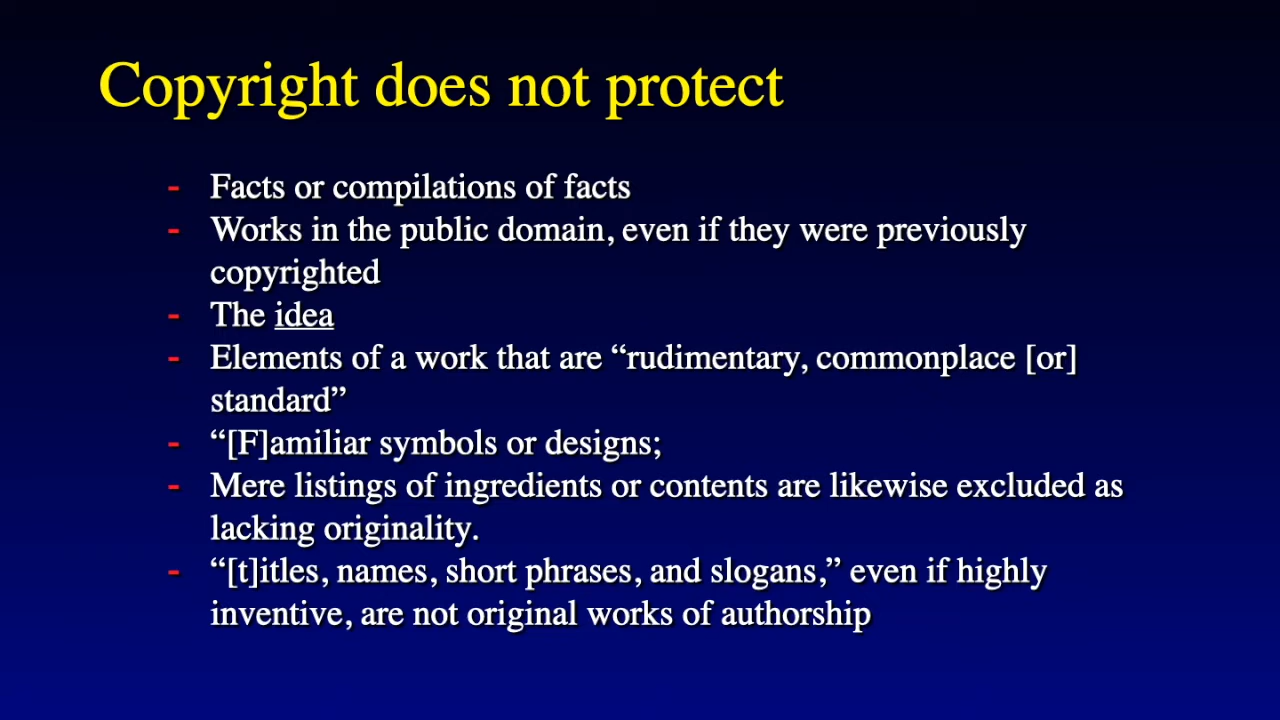 Copyright does not protect
- Facts or compilations of facts
- Works in the public domain, even if they were previously
copyrighted
- The idea
- Elements of a work that are “rudimentary, commonplace [or]
standard”
- “[F]amiliar symbols or designs;
- Mere listings of ingredients or contents are likewise excluded as
lacking originality.
- “[t]itles, names, short phrases, and slogans,” even if highly
inventive, are not original works of authorship